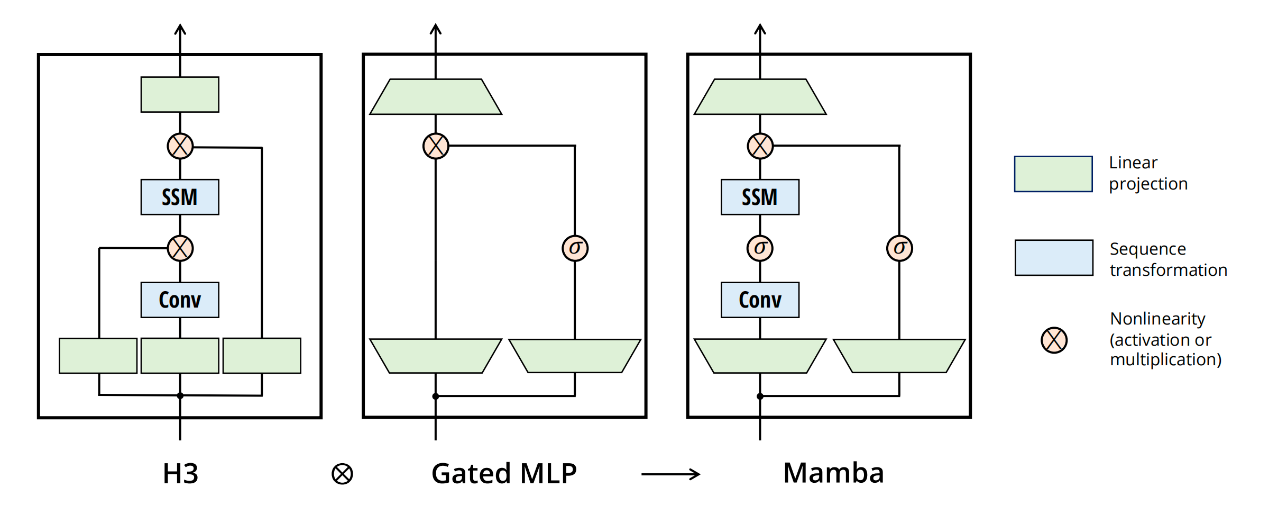 SSM
Conv
H3
⊗
σ
Gated MLP
→
SSM
σ
σ
Conv
Mamba
Linear
projection
Sequence
transformation
Nonlinearity
(activation or
multiplication)